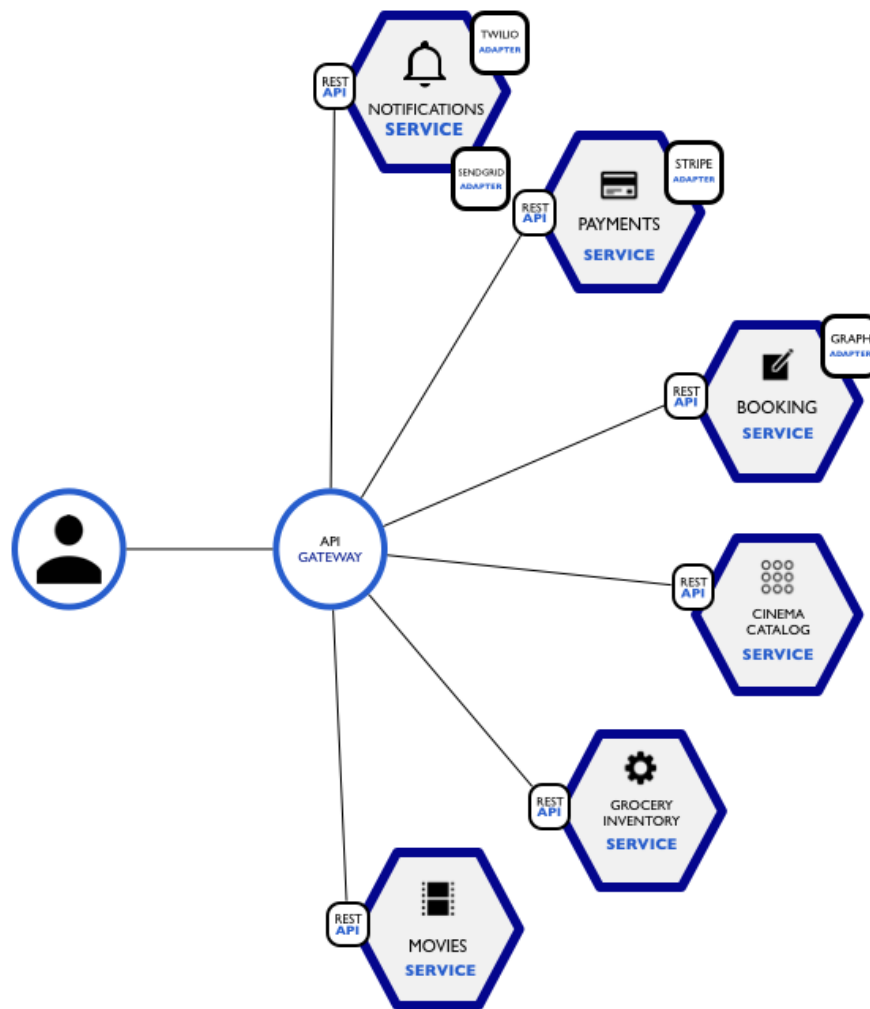 TWILIO
ADAPTER
REST
API
NOTIFICATIONS
SERVICE
SENDGRID
ADAPTER
STRIPE
ADAPTER
REST
API
PAYMENTS
SERVICE
GRAPH
ADAPTER
REST
API
BOOKING
SERVICE
API
GATEWAY
REST
API
CINEMA
CATALOG
SERVICE
REST
API
GROCERY
INVENTORY
SERVICE
REST
API
MOVIES
SERVICE